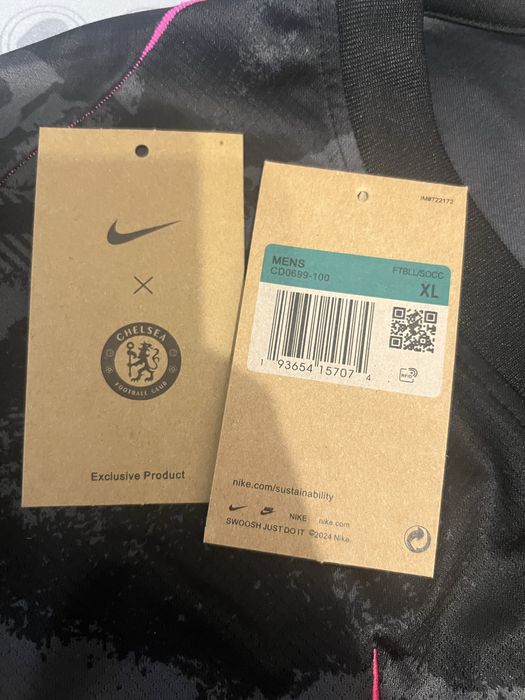 CHELSEA
FOOTBALL CLUB
Exclusive Product
IM#722172
MENS
FTBLL/SOCC
CD0699-100
XL
1 93654 15707 4
RFID
nike.com/sustainability
NIKE nike.com
SWOOSH JUST DO IT ©2024 Nike.